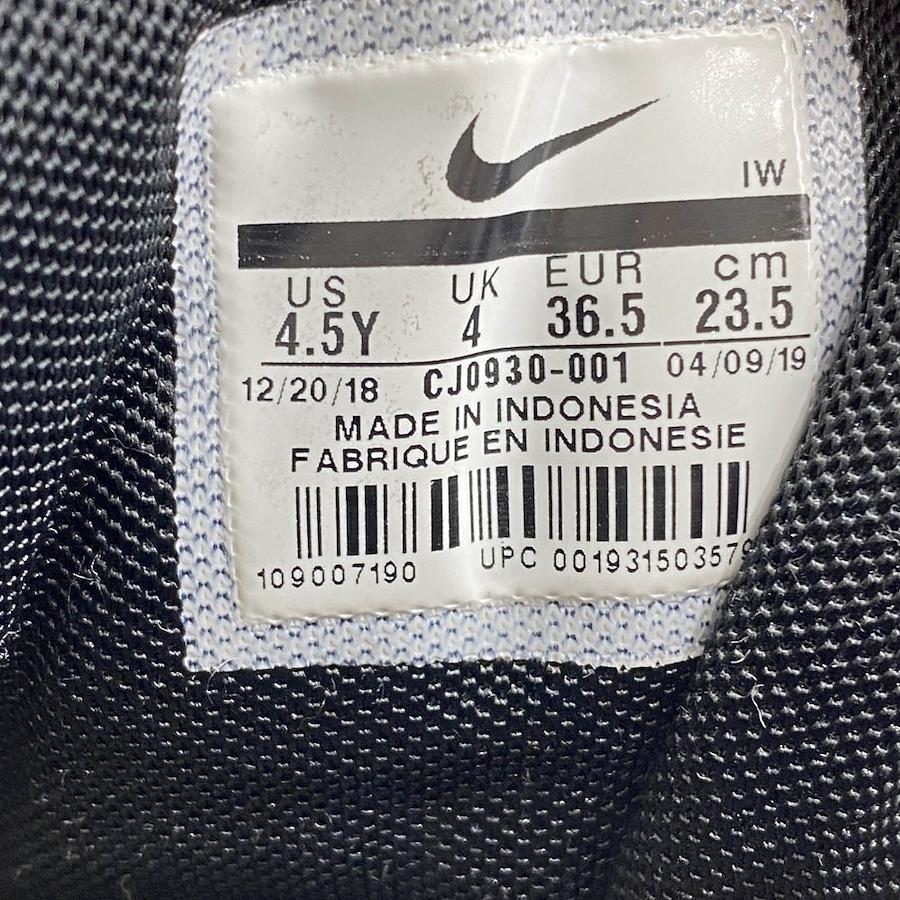 IW
US UK EUR cm
4.5Y 4 36.5 23.5
12/20/18 CJ0930-001 04/09/19
MADE IN INDONESIA
FABRIQUE EN INDONESIE
109007190 UPC 00193150357